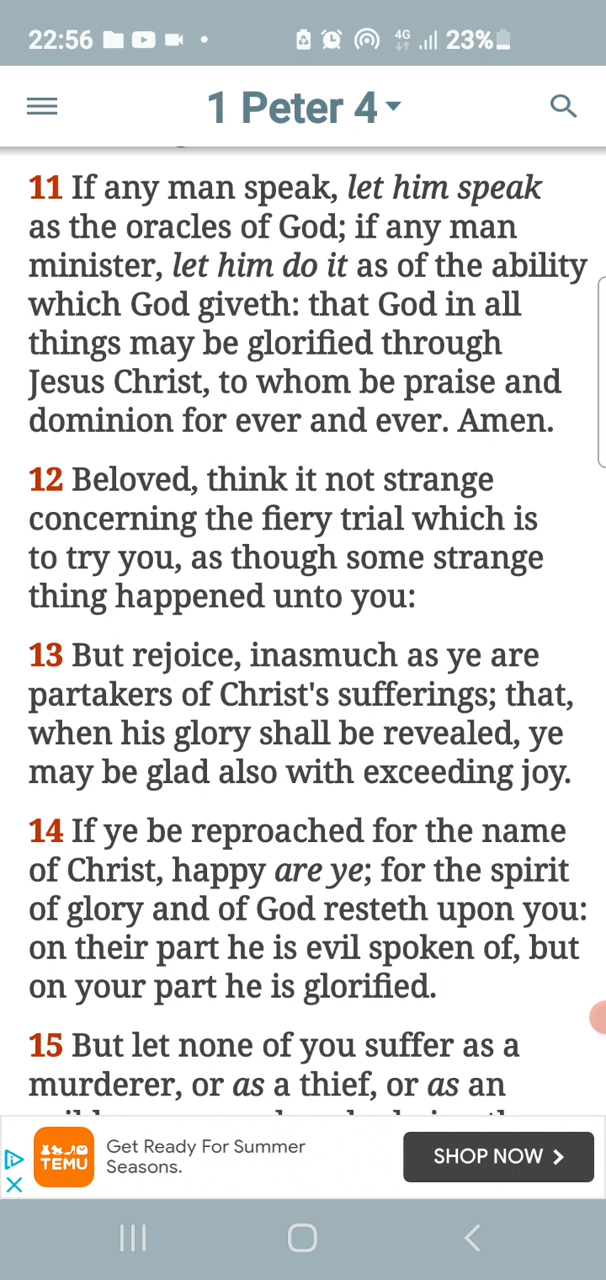 22:56
4G 23%
1 Peter 4
11 If any man speak, let him speak
as the oracles of God; if any man
minister, let him do it as of the ability
which God giveth: that God in all
things may be glorified through
Jesus Christ, to whom be praise and
dominion for ever and ever. Amen.
12 Beloved, think it not strange
concerning the fiery trial which is
to try you, as though some strange
thing happened unto you:
13 But rejoice, inasmuch as ye are
partakers of Christ's sufferings; that,
when his glory shall be revealed, ye
may be glad also with exceeding joy.
14 If ye be reproached for the name
of Christ, happy are ye; for the spirit
of glory and of God resteth upon you:
on their part he is evil spoken of, but
on your part he is glorified.
15 But let none of you suffer as a
murderer, or as a thief, or as an
TEMU
Get Ready For Summer
Seasons.
SHOP NOW